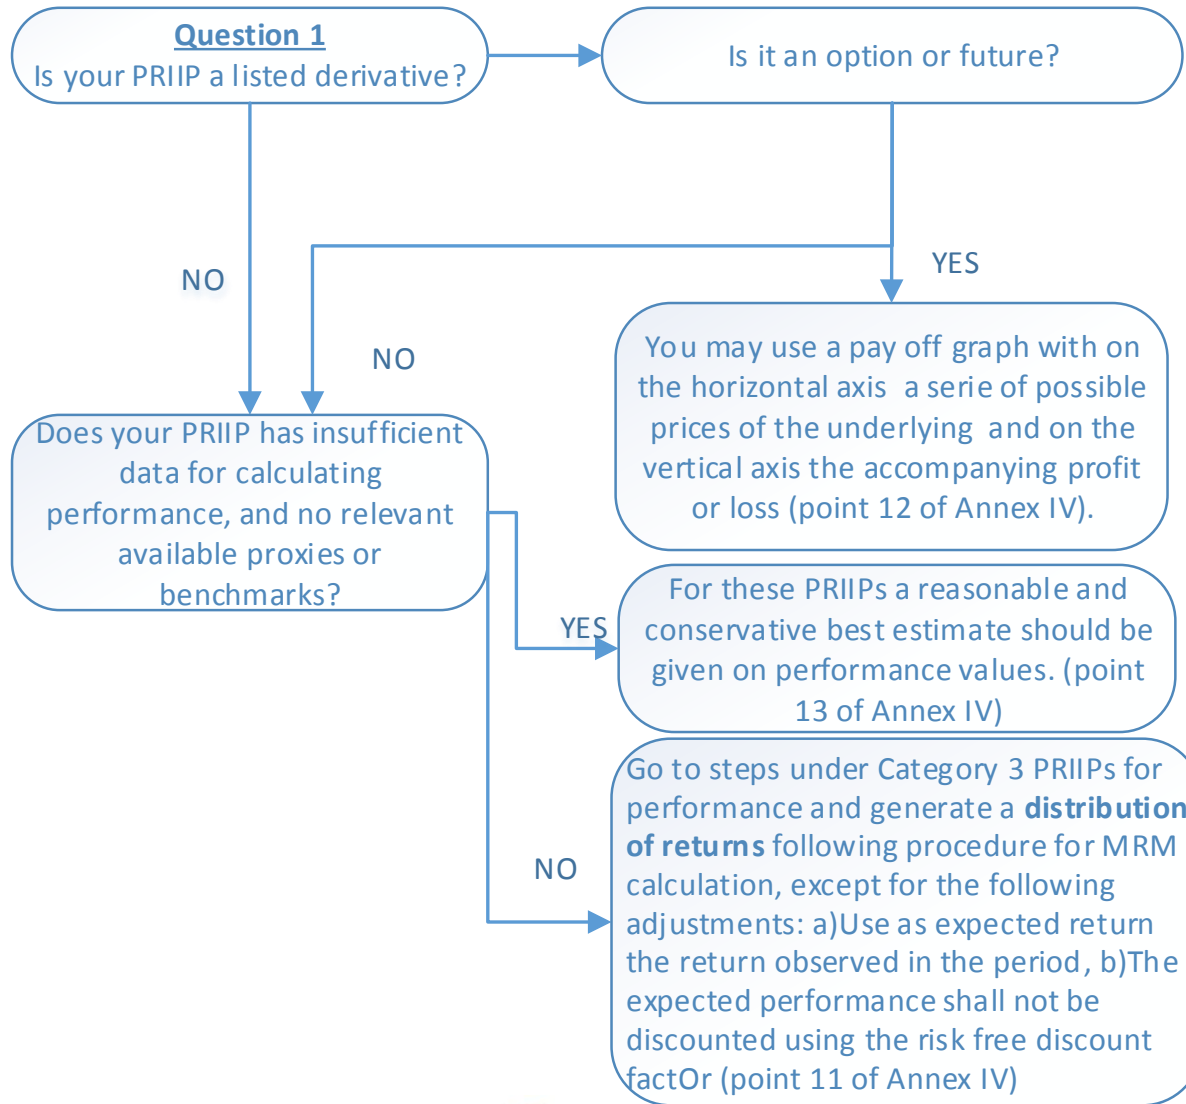 Question 1
Is your PRIIP a listed derivative?
Is it an option or future?
NO
YES
NO
You may use a pay off graph with on
the horizontal axis a serie of possible
prices of the underlying and on the
vertical axis the accompanying profit
or loss (point 12 of Annex IV).
Does your PRIIP has insufficient
data for calculating
performance, and no relevant
available proxies or
benchmarks?
YES
For these PRIIPs a reasonable and
conservative best estimate should be
given on performance values. (point
13 of Annex IV)
NO
Go to steps under Category 3 PRIIPs for
performance and generate a distribution
of returns following procedure for MRM
calculation, except for the following
adjustments: a)Use as expected return
the return observed in the period, b)The
expected performance shall not be
discounted using the risk free discount
factOr (point 11 of Annex IV)